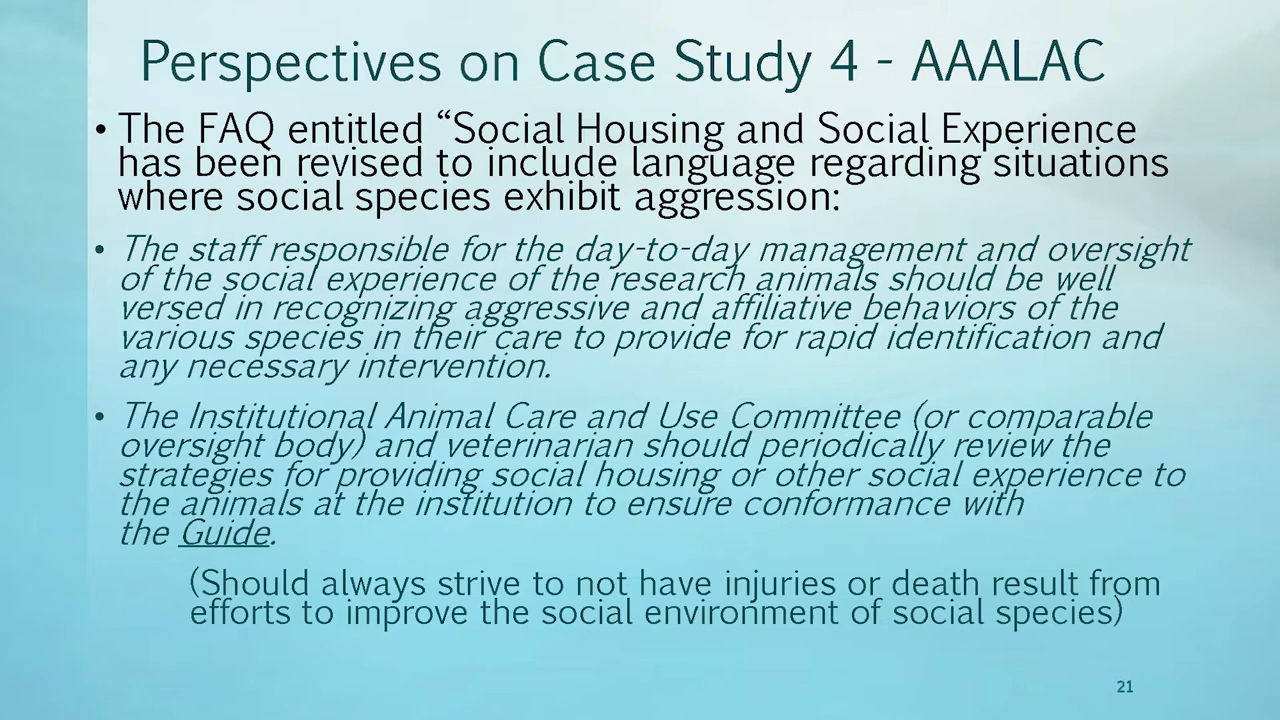 Perspectives on Case Study 4 - AAALAC
• The FAQ entitled “Social Housing and Social Experience
has been revised to include language regarding situations
where social species exhibit aggression:
• The staff responsible for the day-to-day management and oversight
of the social experience of the research animals should be well
versed in recognizing aggressive and affiliative behaviors of the
various species in their care to provide for rapid identification and
any necessary intervention.
• The Institutional Animal Care and Use Committee (or comparable
oversight body) and veterinarian should periodically review the
strategies for providing social housing or other social experience to
the animals at the institution to ensure conformance with
the Guide.
(Should always strive to not have injuries or death result from
efforts to improve the social environment of social species)
21